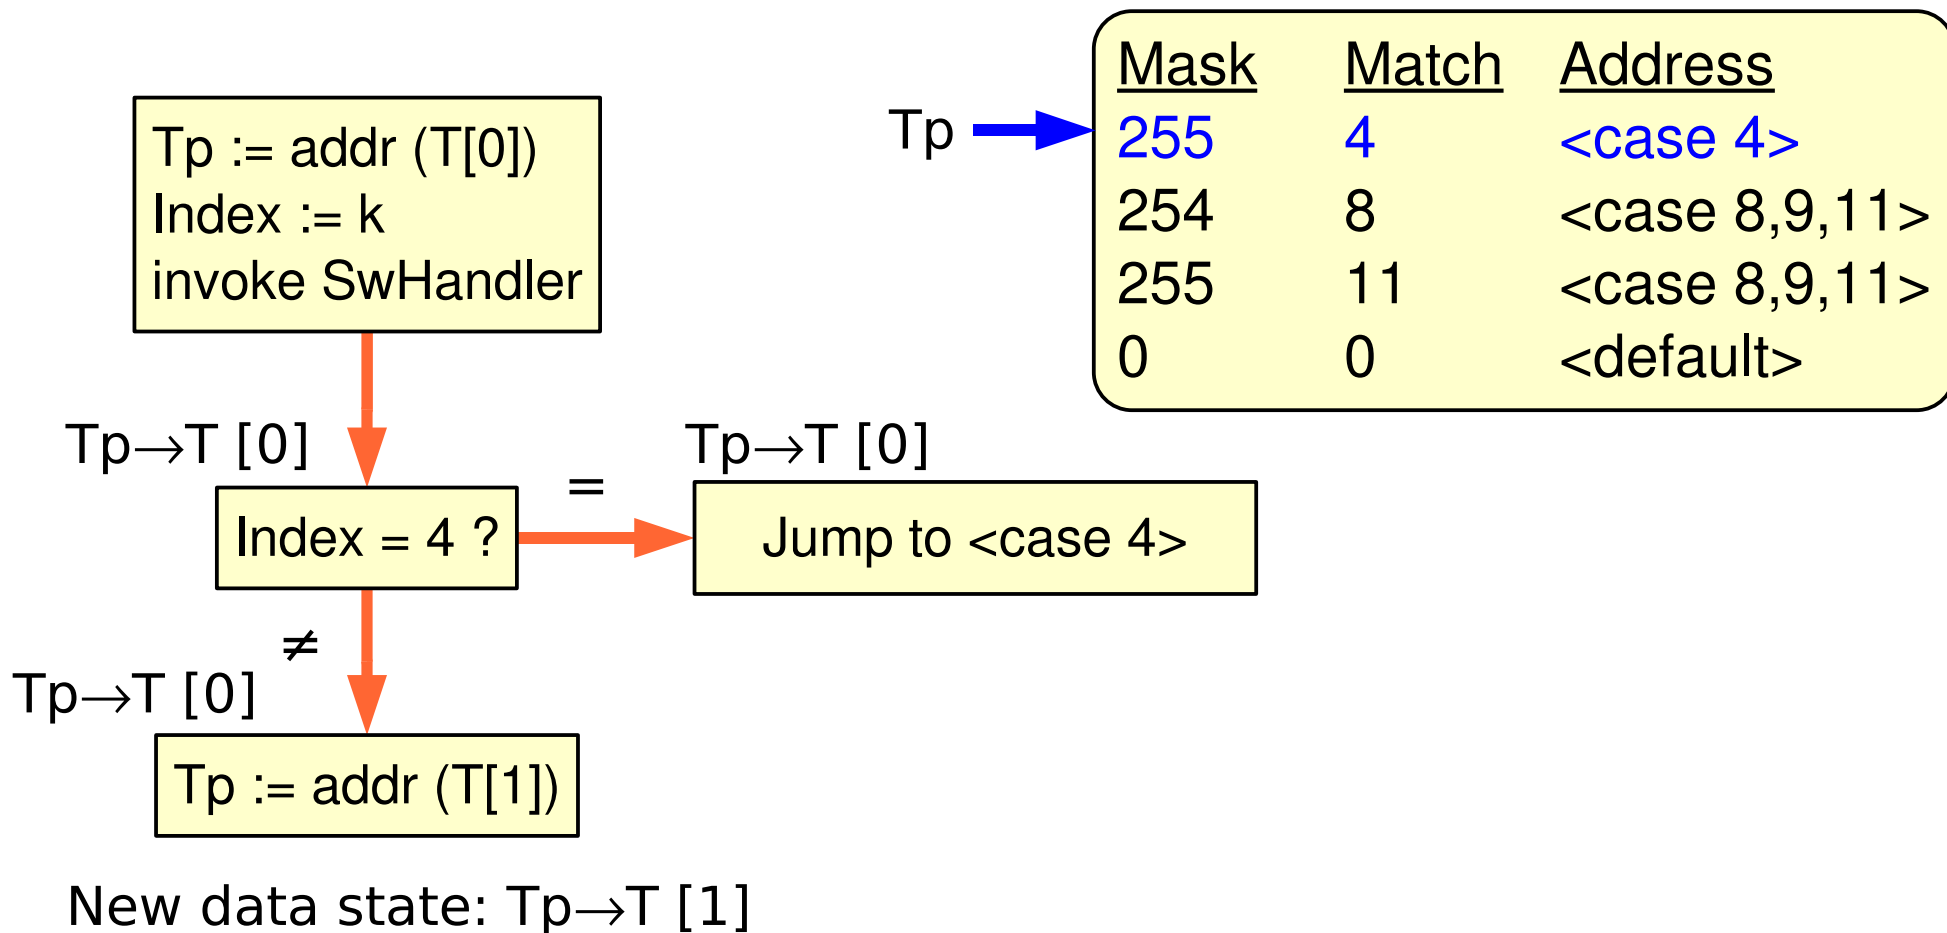 Tp := addr (T[0])
Index := k
invoke SwHandler
Tp
Mask Match Address
255 4 <case 4>
254 8 <case 8,9,11>
255 11 <case 8,9,11>
0 0 <default>
Tp→T [0]
Index = 4 ?
=
Tp→T [0]
Jump to <case 4>
≠
Tp→T [0]
Tp := addr (T[1])
New data state: Tp→T [1]